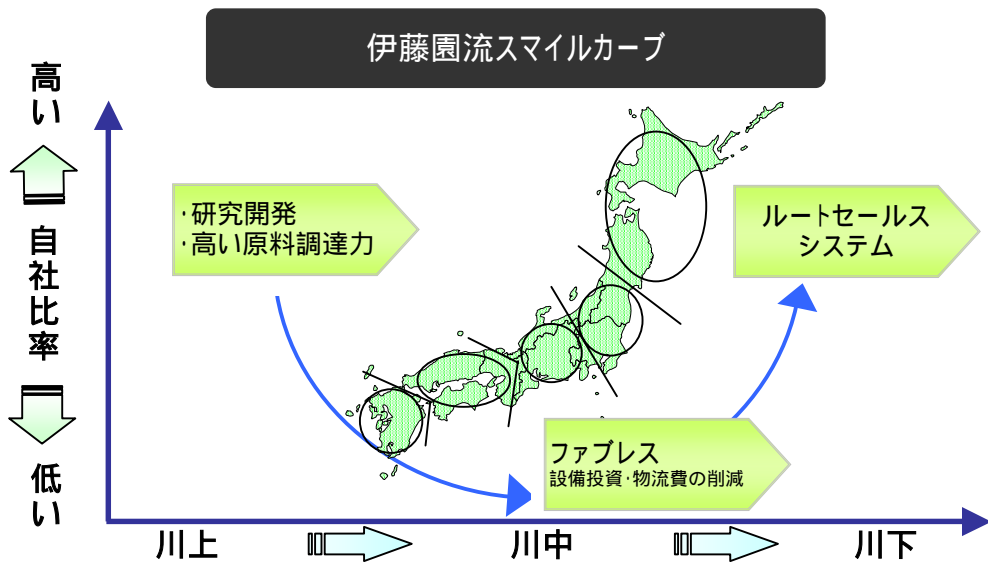 伊藤園流スマイルカーブ
高い
自社比率
低い
・研究開発
・高い原料調達力
ルートセールス
システム
ファブレス
設備投資・物流費の削減
川上
川中
川下